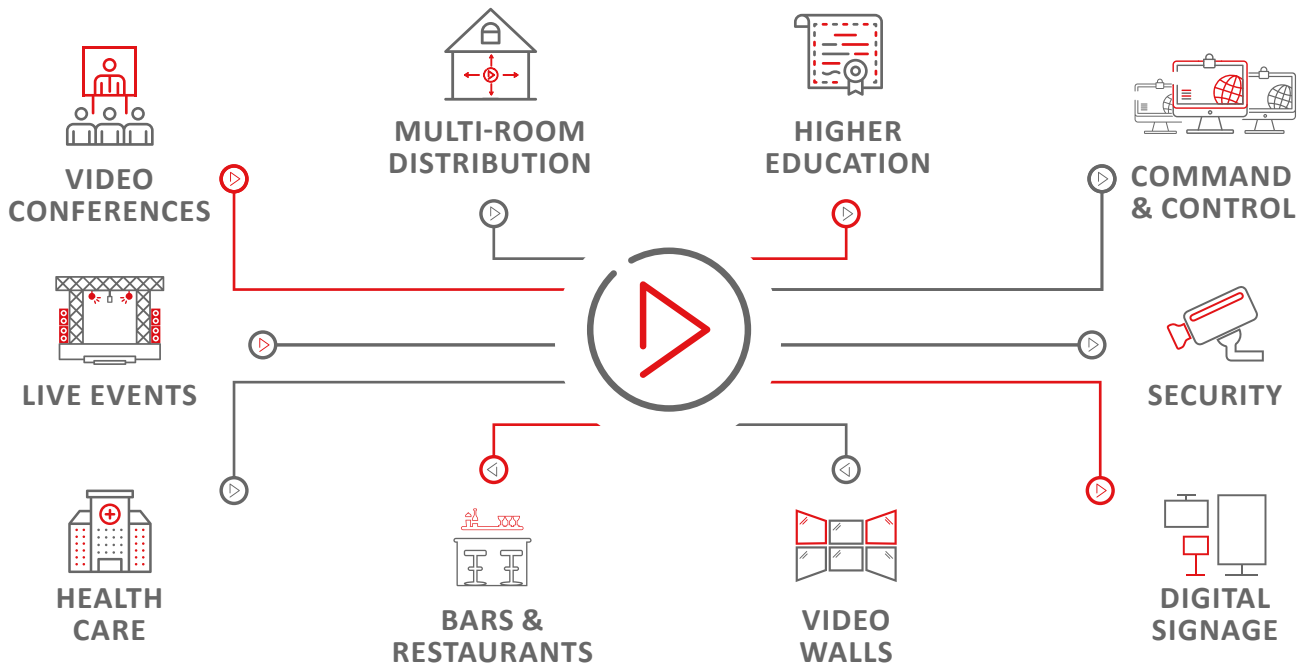 VIDEO
CONFERENCES
MULTI-ROOM
DISTRIBUTION
HIGHER
EDUCATION
COMMAND
& CONTROL
LIVE EVENTS
SECURITY
HEALTH
CARE
BARS &
RESTAURANTS
VIDEO
WALLS
DIGITAL
SIGNAGE